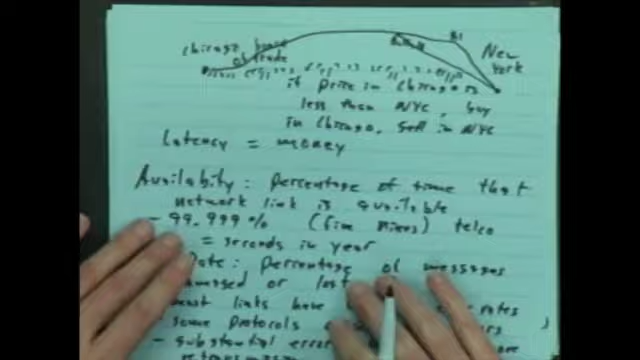 Chicago board
of trade
New
York
if price in Chicago is
less than NYC, buy
in Chicago, sell in NYC
Latency = money
Availability: percentage of time that
network link is available
- 99.999% (five nines) telco
= seconds in year
Rate: percentage of messages
damaged or lost
links have rates
some protocols
- substantial error